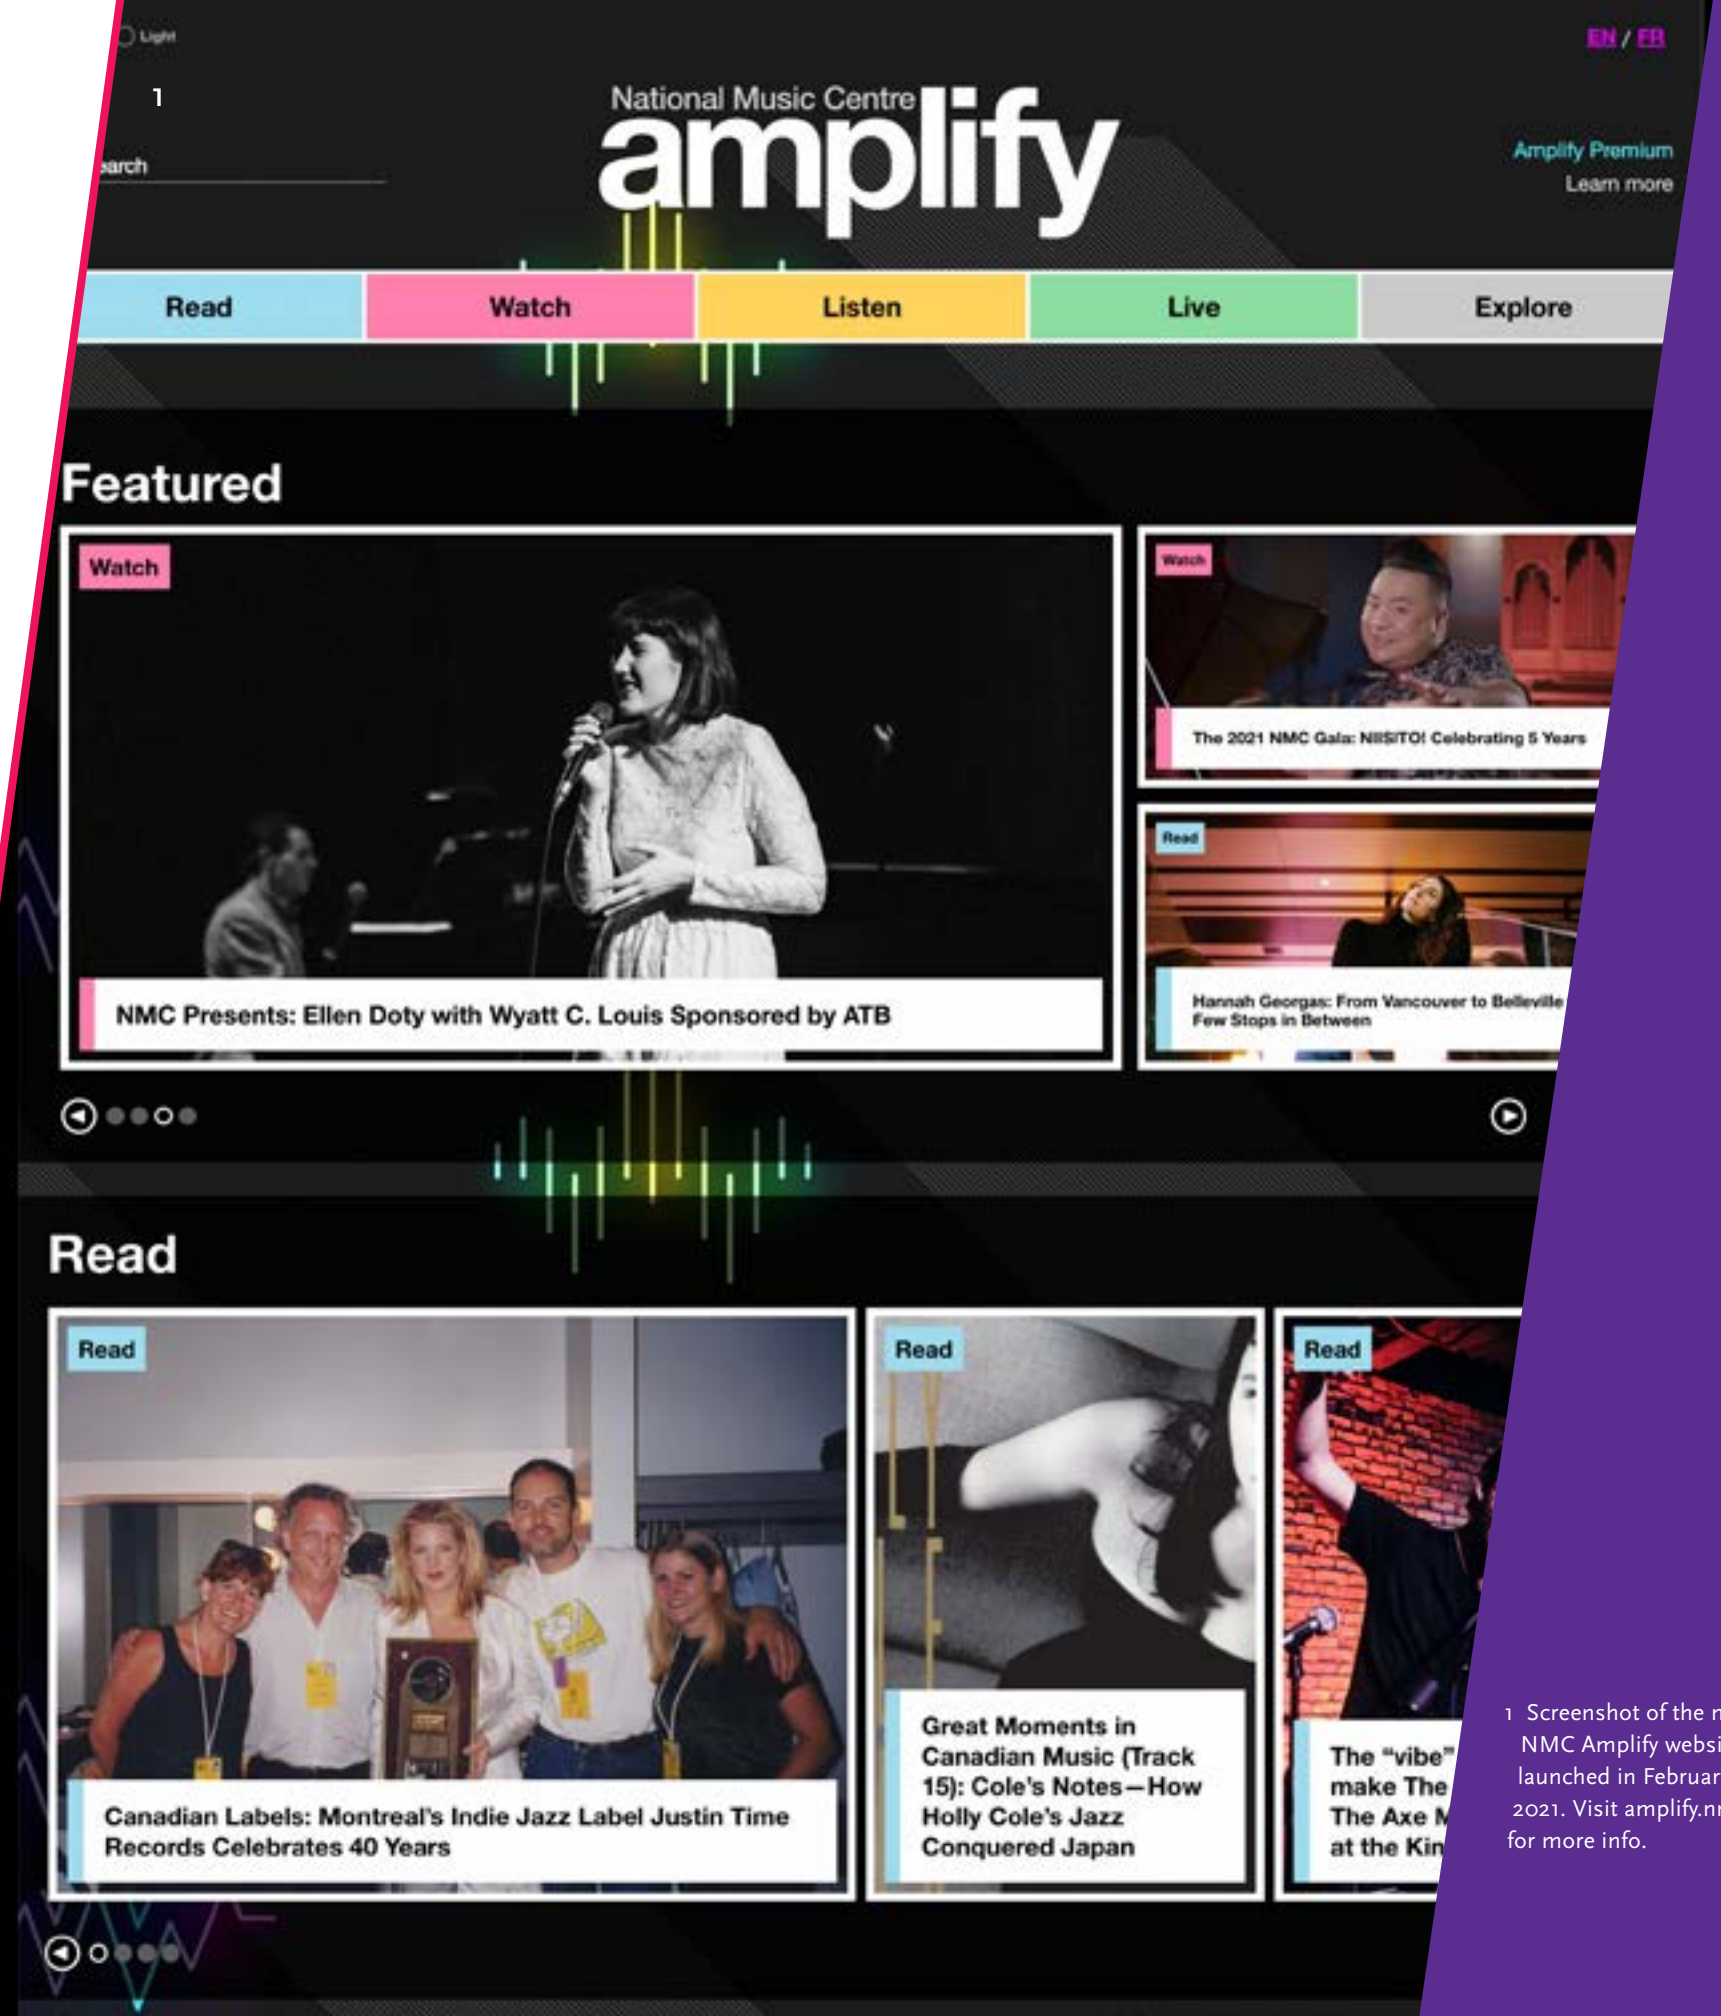 Light
EN / FR
1
earch
National Music Centre
amplify
Amplify Premium
Learn more
Read
Watch
Listen
Live
Explore
Featured
Watch
NMC Presents: Ellen Doty with Wyatt C. Louis Sponsored by ATB
Watch
The 2021 NMC Gala: NIISITO! Celebrating 5 Years
Read
Hannah Georgas: From Vancouver to Belleville
Few Stops in Between
Read
Read
Canadian Labels: Montreal's Indie Jazz Label Justin Time
Records Celebrates 40 Years
Read
Great Moments in
Canadian Music (Track
15): Cole's Notes—How
Holly Cole's Jazz
Conquered Japan
Read
The “vibe”
make The
The Axe
at the Kin
1 Screenshot of the
NMC Amplify websi
launched in Februar
2021. Visit amplify.n
for more info.